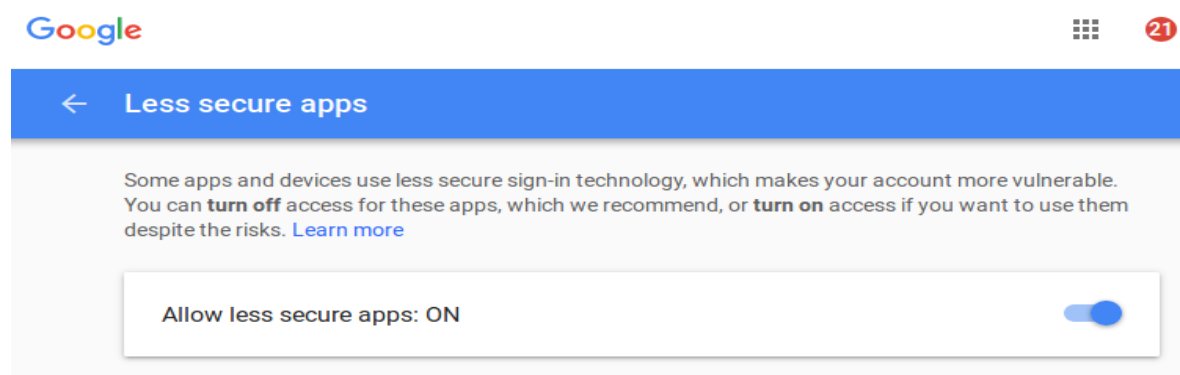 Google
21
Less secure apps
Some apps and devices use less secure sign-in technology, which makes your account more vulnerable.
You can turn off access for these apps, which we recommend, or turn on access if you want to use them
despite the risks. Learn more
Allow less secure apps: ON